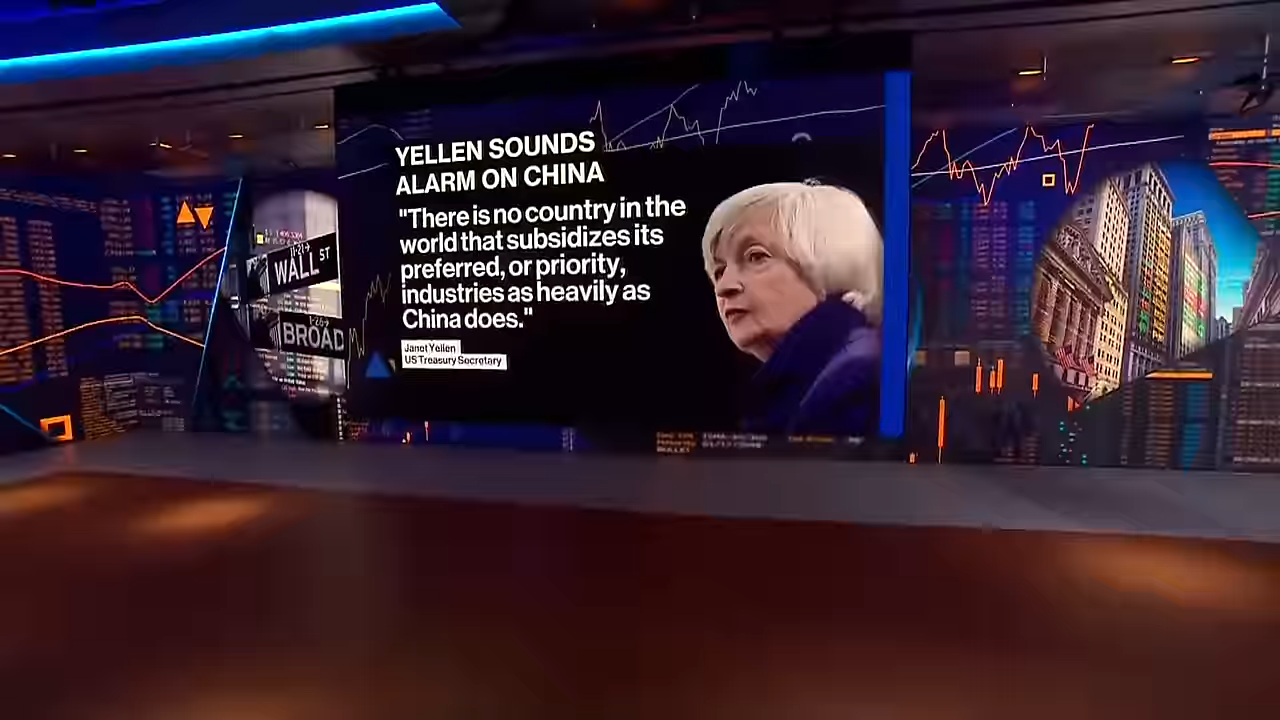 YELLEN SOUNDS
ALARM ON CHINA
"There is no country in the
world that subsidizes its
preferred, or priority,
industries as heavily as
China does."
Janet Yellen
US Treasury Secretary
WALL ST
BROAD